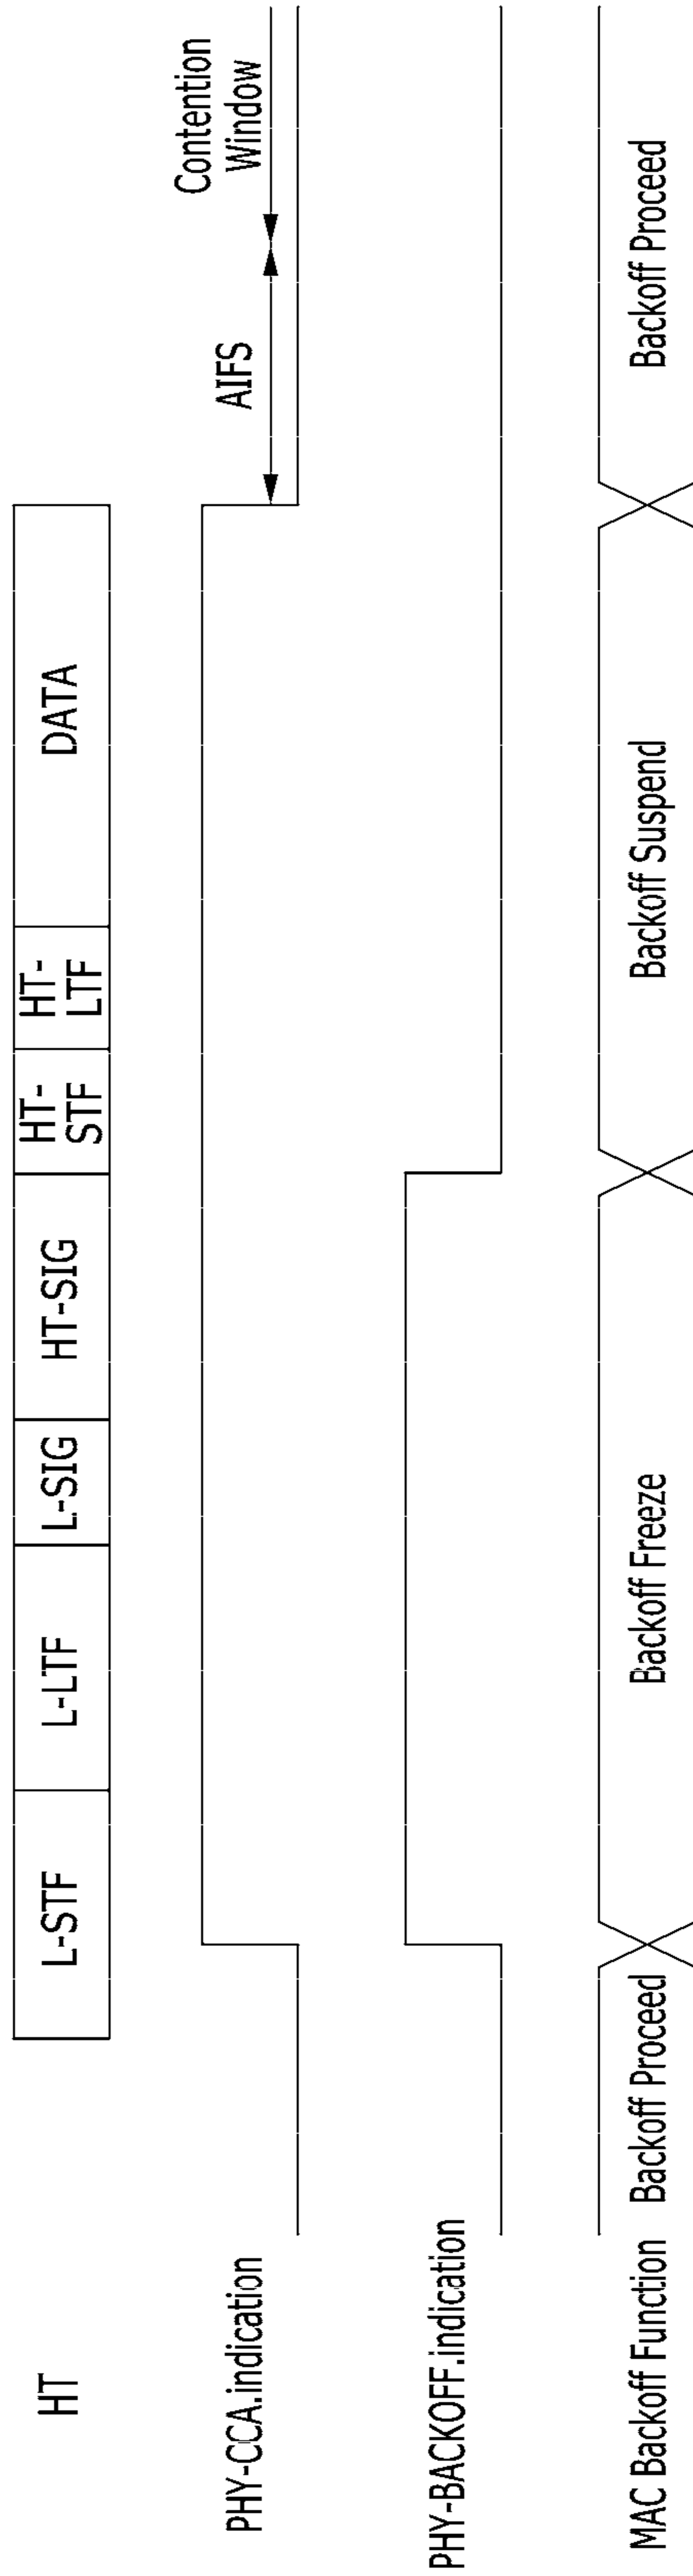 HT
L-STF
L-LTF
L-SIG
HT-SIG
HT-
STF
HT-
LTF
DATA
PHY-CCA.indication
AIFS
Contention
Window
PHY-BACKOFF.indication
MAC Backoff Function
Backoff Proceed
Backoff Freeze
Backoff Suspend
Backoff Proceed